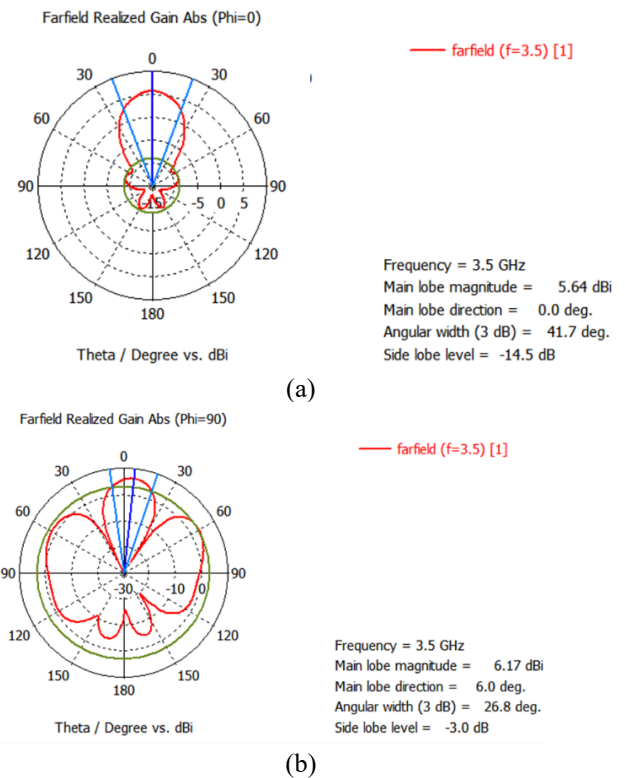 Farfield Realized Gain Abs (Phi=0)
farfield (f=3.5) [1]
0
30 30
60 60
90 -15 -5 0 5 90
120 120
150 150
180
Frequency = 3.5 GHz
Main lobe magnitude = 5.64 dBi
Main lobe direction = 0.0 deg.
Angular width (3 dB) = 41.7 deg.
Side lobe level = -14.5 dB
Theta / Degree vs. dBi
(a)
Farfield Realized Gain Abs (Phi=90)
farfield (f=3.5) [1]
0
30 30
60 60
90 -30 -10 0 90
120 120
150 150
180
Frequency = 3.5 GHz
Main lobe magnitude = 6.17 dBi
Main lobe direction = 6.0 deg.
Angular width (3 dB) = 26.8 deg.
Side lobe level = -3.0 dB
Theta / Degree vs. dBi
(b)